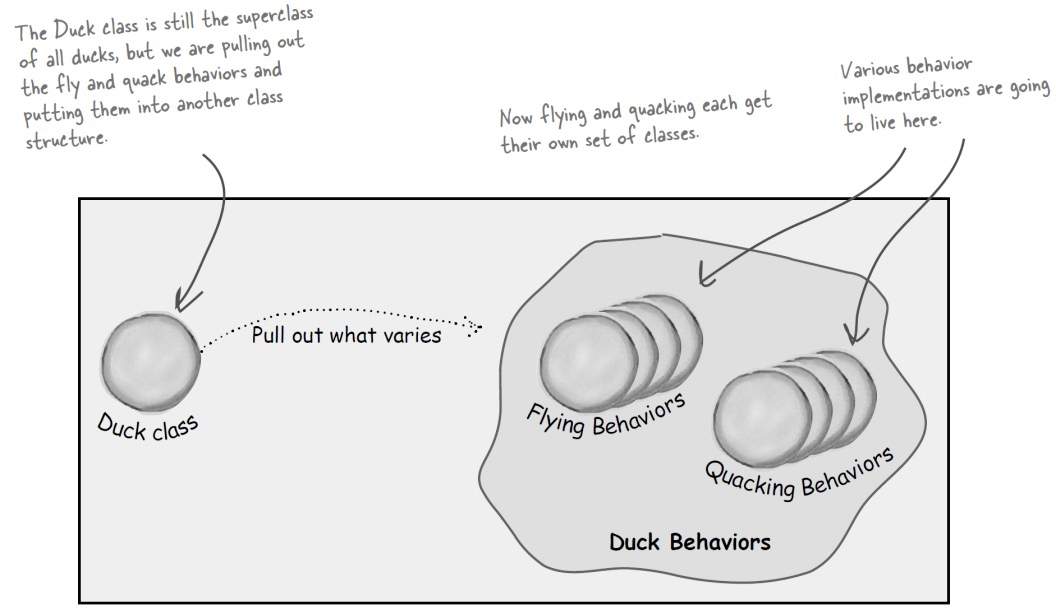 The Duck class is still the superclass
of all ducks, but we are pulling out
the fly and quack behaviors and
putting them into another class
structure.
Now flying and quacking each get
their own set of classes.
Various behavior
implementations are going
to live here.
Pull out what varies
Duck class
Flying Behaviors
Quacking Behaviors
Duck Behaviors